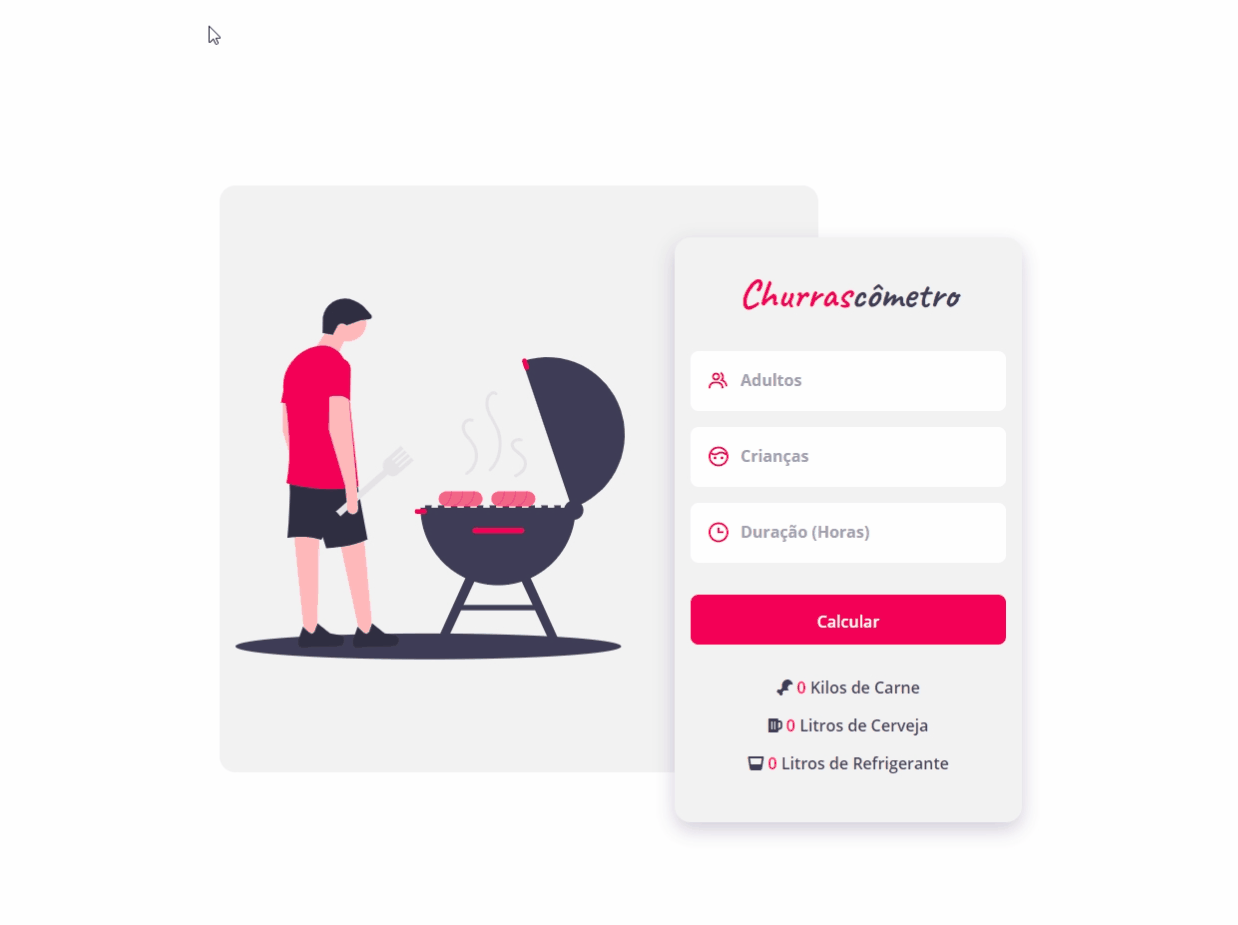 Churrascômetro
Adultos
Crianças
Duração (Horas)
Calcular
0 Kilos de Carne
0 Litros de Cerveja
0 Litros de Refrigerante